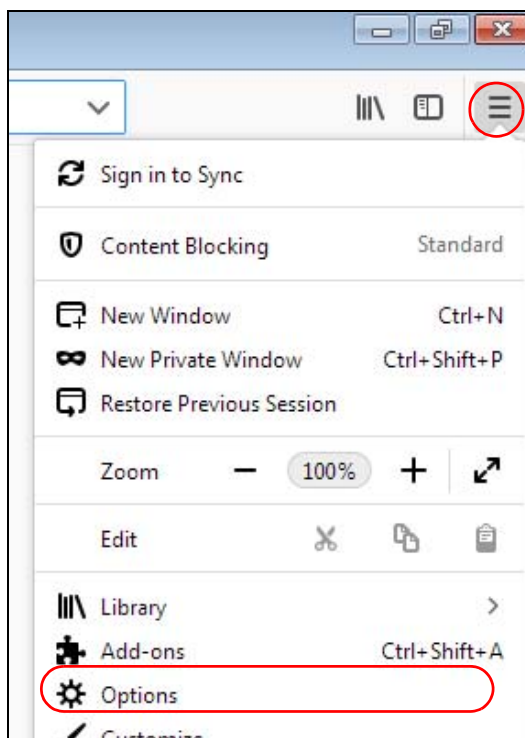 Sign in to Sync
Content Blocking Standard
New Window Ctrl+N
New Private Window Ctrl+Shift+P
Restore Previous Session
Zoom 100%
Edit
Library
Add-ons Ctrl+Shift+A
Options
Customize